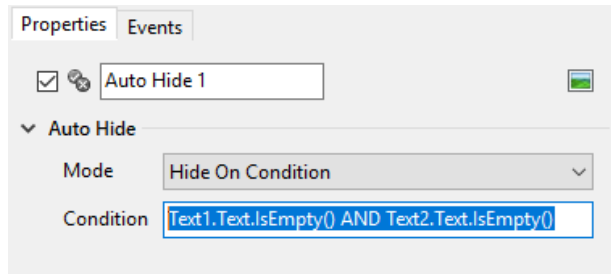 Properties Events
Auto Hide 1
Auto Hide
Mode Hide On Condition
Condition Text1.Text.IsEmpty() AND Text2.Text.IsEmpty()